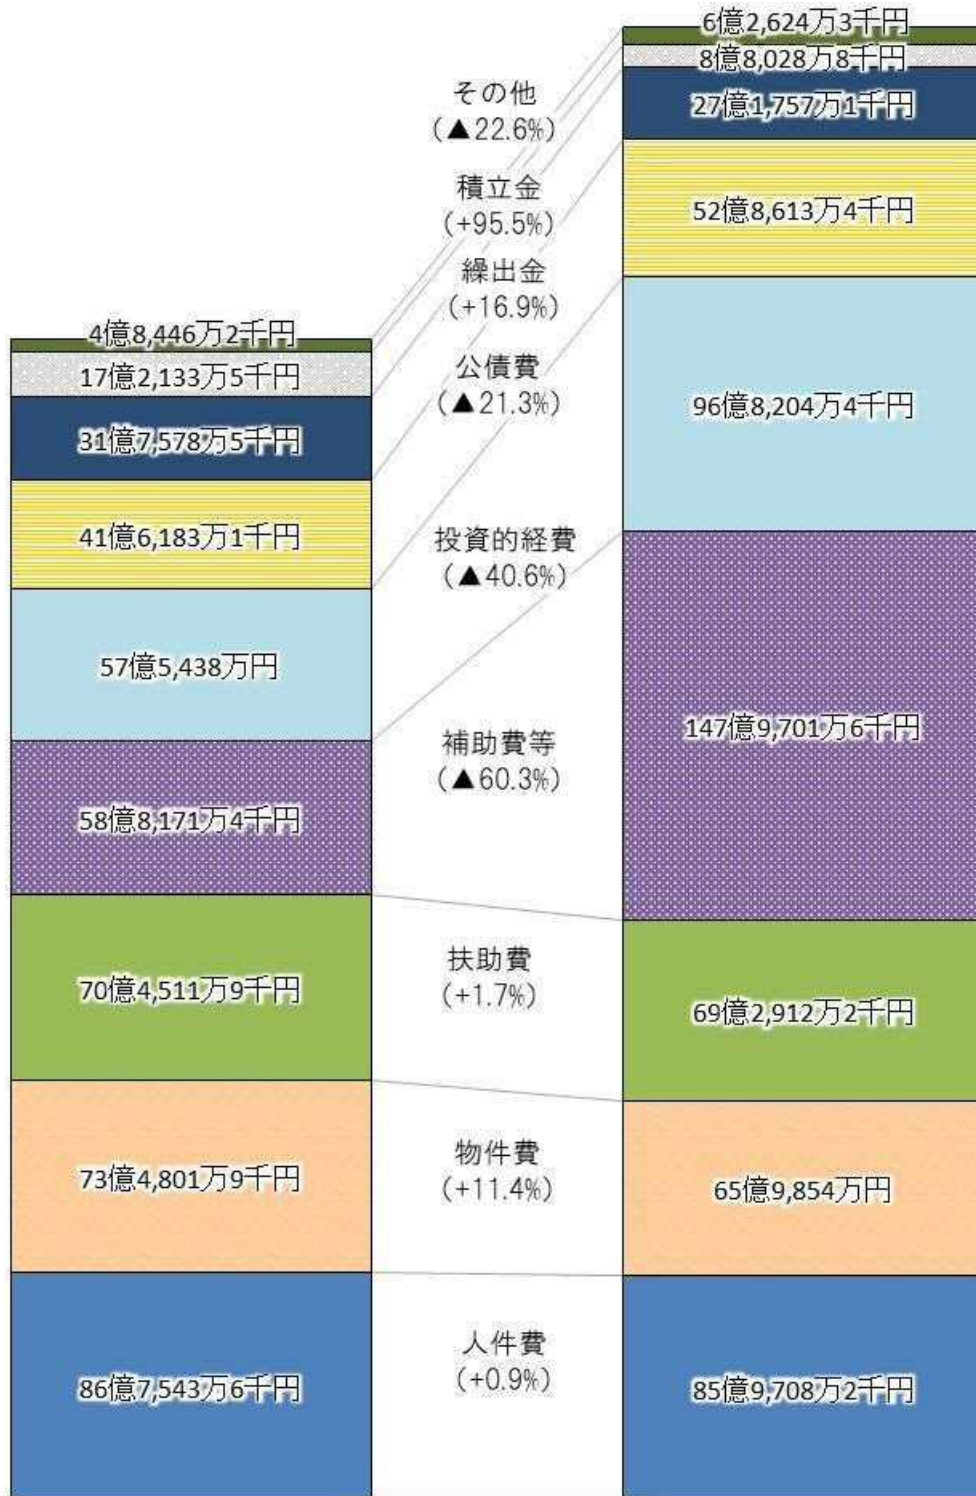 4億8,446万2千円
17億2,133万5千円
31億7,578万5千円
41億6,183万1千円
57億5,438万円
58億8,171万4千円
70億4,511万9千円
73億4,801万9千円
86億7,543万6千円
その他
(▲22.6%)
積立金
(+95.5%)
繰出金
(+16.9%)
公債費
(▲21.3%)
投資的経費
(▲40.6%)
補助費等
(▲60.3%)
扶助費
(+1.7%)
物件費
(+11.4%)
人件費
(+0.9%)
6億2,624万3千円
8億8,028万8千円
27億1,757万1千円
52億8,613万4千円
96億8,204万4千円
147億9,701万6千円
69億2,912万2千円
65億9,854万円
85億9,708万2千円